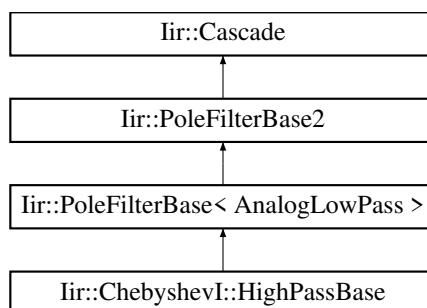 Iir::Cascade
Iir::PoleFilterBase2
Iir::PoleFilterBase< AnalogLowPass >
Iir::ChebyshevI::HighPassBase